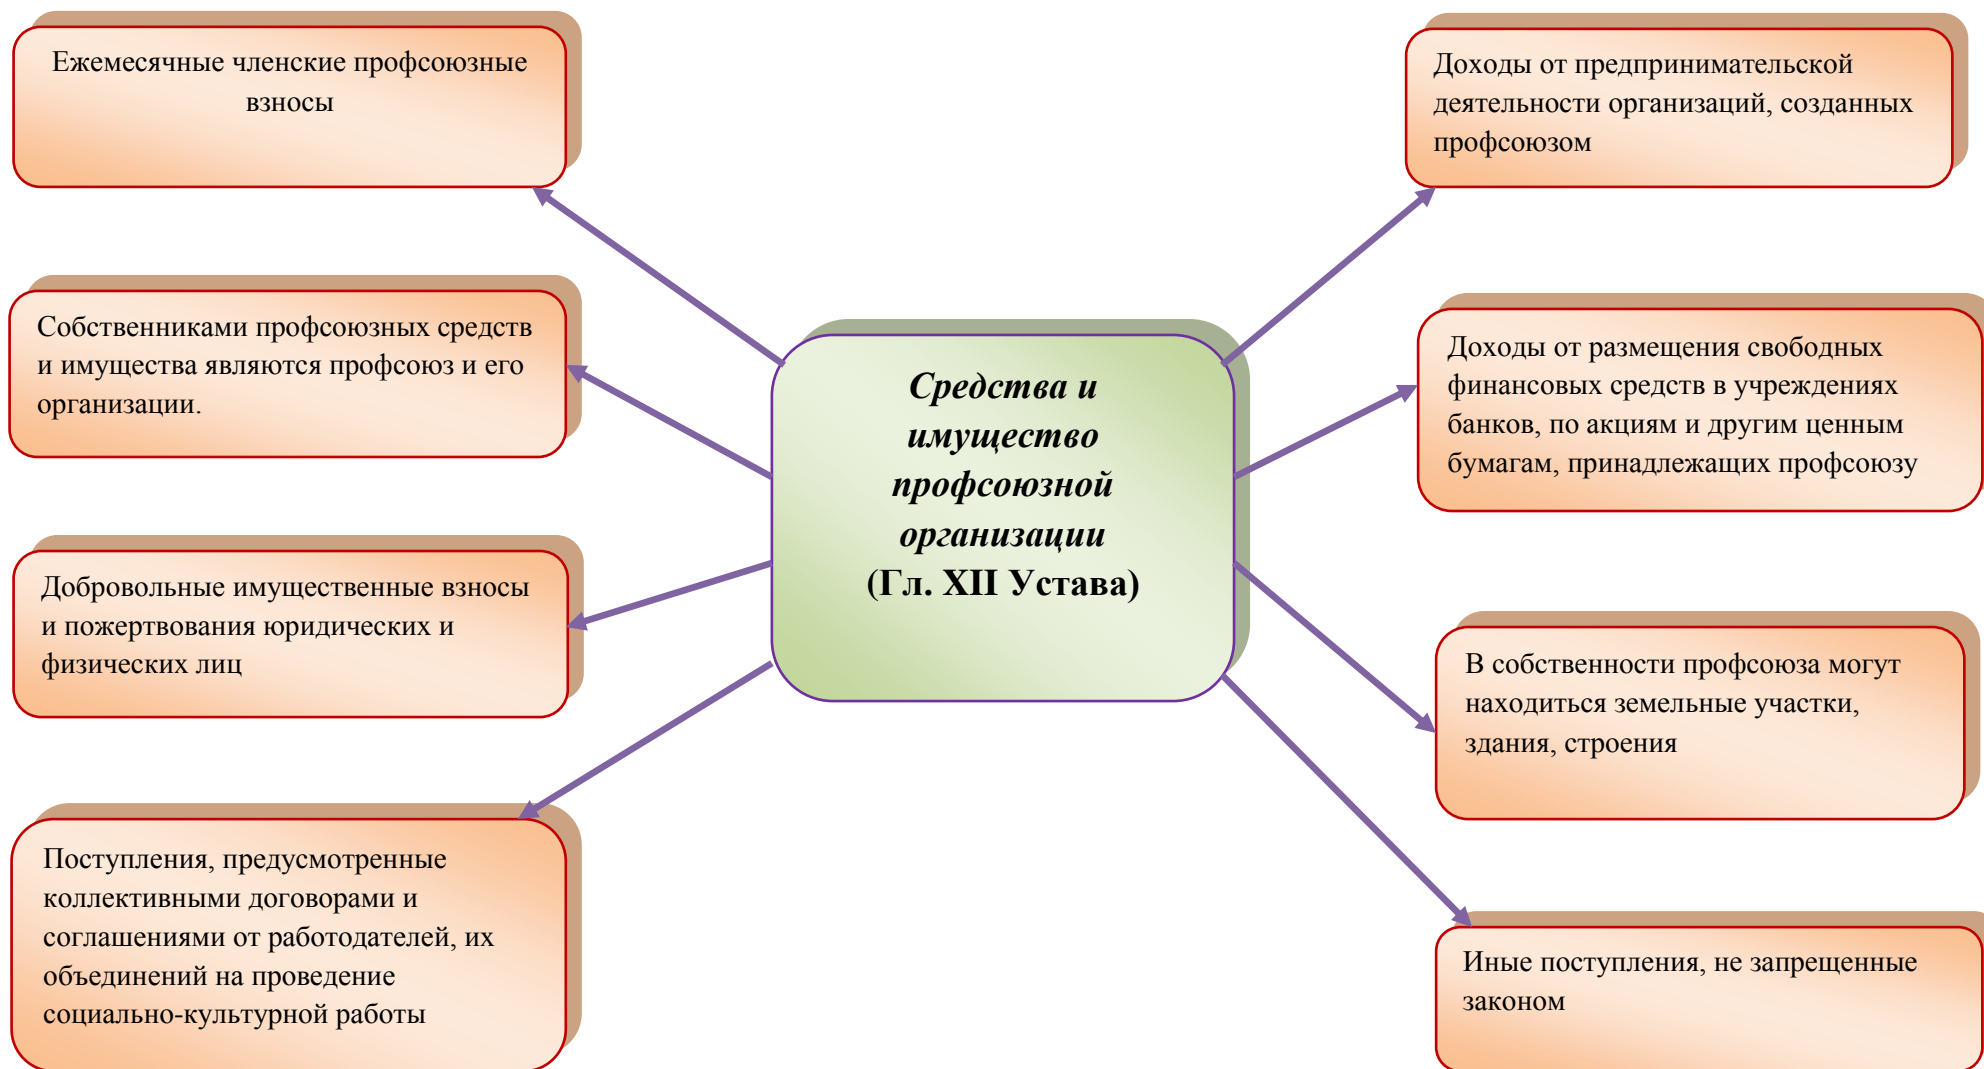 Ежемесячные членские профсоюзные
взносы
Собственниками профсоюзных средств
и имущества являются профсоюз и его
организации.
Добровольные имущественные взносы
и пожертвования юридических и
физических лиц
Поступления, предусмотренные
коллективными договорами и
соглашениями от работодателей, их
объединений на проведение
социально-культурной работы
Средства и
имущество
профсоюзной
организации
(Гл. XII Устава)
Доходы от предпринимательской
деятельности организаций, созданных
профсоюзом
Доходы от размещения свободных
финансовых средств в учреждениях
банков, по акциям и другим ценным
бумагам, принадлежащих профсоюзу
В собственности профсоюза могут
находиться земельные участки,
здания, строения
Иные поступления, не запрещенные
законом